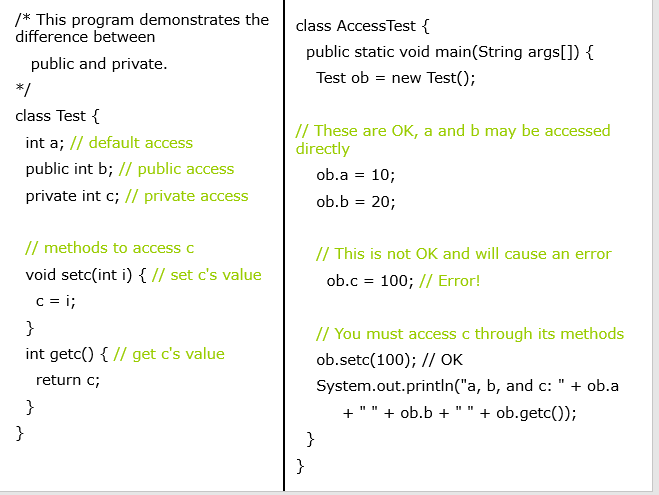 /* This program demonstrates the
difference between
public and private.
*/
class Test {
int a; // default access
public int b; // public access
private int c; // private access
// methods to access c
void setc(int i) { // set c's value
c = i;
}
int getc() { // get c's value
return c;
}
}
class AccessTest {
public static void main(String args[]) {
Test ob = new Test();
// These are OK, a and b may be accessed
directly
ob.a = 10;
ob.b = 20;
// This is not OK and will cause an error
ob.c = 100; // Error!
// You must access c through its methods
ob.setc(100); // OK
System.out.println("a, b, and c: " + ob.a
+ " " + ob.b + " " + ob.getc());
}
}